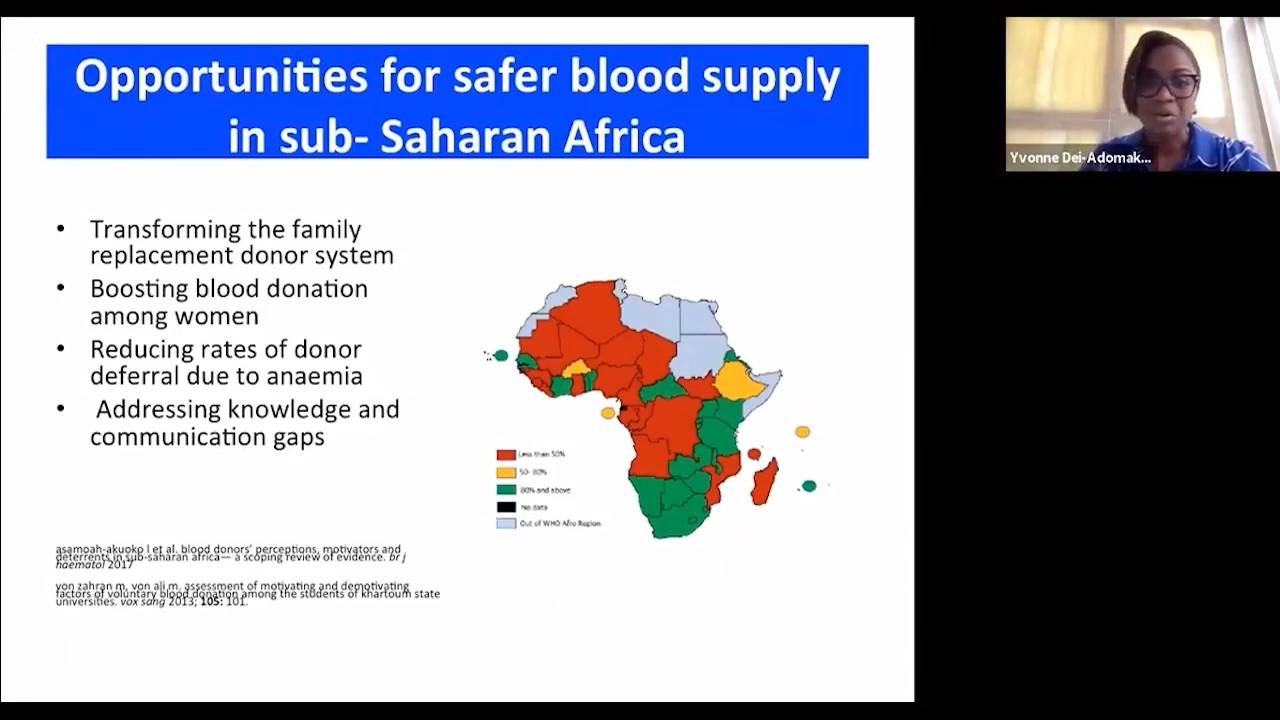 Opportunities for safer blood supply
in sub- Saharan Africa
Yvonne Dei-Adomak...
• Transforming the family
replacement donor system
• Boosting blood donation
among women
• Reducing rates of donor
deferral due to anaemia
• Addressing knowledge and
communication gaps
Less than 50%
50- 80%
80% and above
No data
Out of WHO Afro Region
asamoah-akuoko l et al. blood donors' perceptions, motivators and
deterrents in sub-saharan africa— a scoping review of evidence. br j
haematol 2017
von zahran m, von ali m. assessment of motivating and demotivating
factors of voluntary blood donation among the students of khartoum state
universities. vox sang 2013; 105: 101.